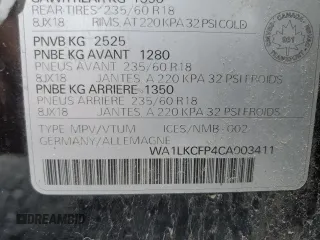 REAR TIRES 235/60 R18
8JX18 RIMS AT 220 KPA 32 PSI COLD
PNVB KG 2525
PNBE KG AVANT 1280
PNEUS AVANT 235/60 R18
8JX18 JANTES A 220 KPA 32 PSI FROIDS
PNBE KG ARRIERE 1350
PNEUS ARRIERE 235/60 R18
8JX18 JANTES A 220 KPA 32 PSI FROIDS
TYPE MPV/VTUM ICES/NMB-002
GERMANY/ALLEMAGNE
WA1LKCFP4CA003411